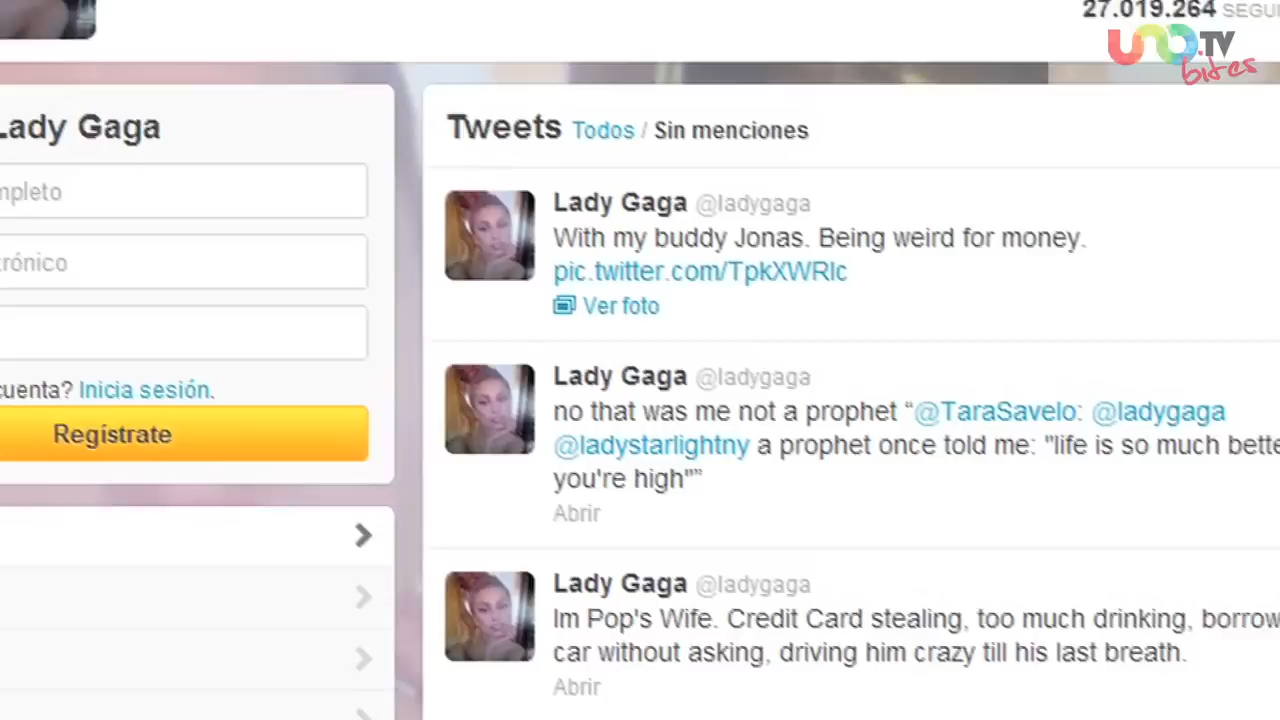 27.019.264
UNO.TV
bites
Lady Gaga
Tweets Todos / Sin menciones
Lady Gaga @ladygaga
With my buddy Jonas. Being weird for money.
pic.twitter.com/TpkXWRlc
Ver foto
Inicia sesión.
Regístrate
Lady Gaga @ladygaga
no that was me not a prophet “@TaraSavelo: @ladygaga
@ladystarlightny a prophet once told me: "life is so much
you're high"”
Abrir
Lady Gaga @ladygaga
Im Pop's Wife. Credit Card stealing, too much drinking,
car without asking, driving him crazy till his last breath.
Abrir